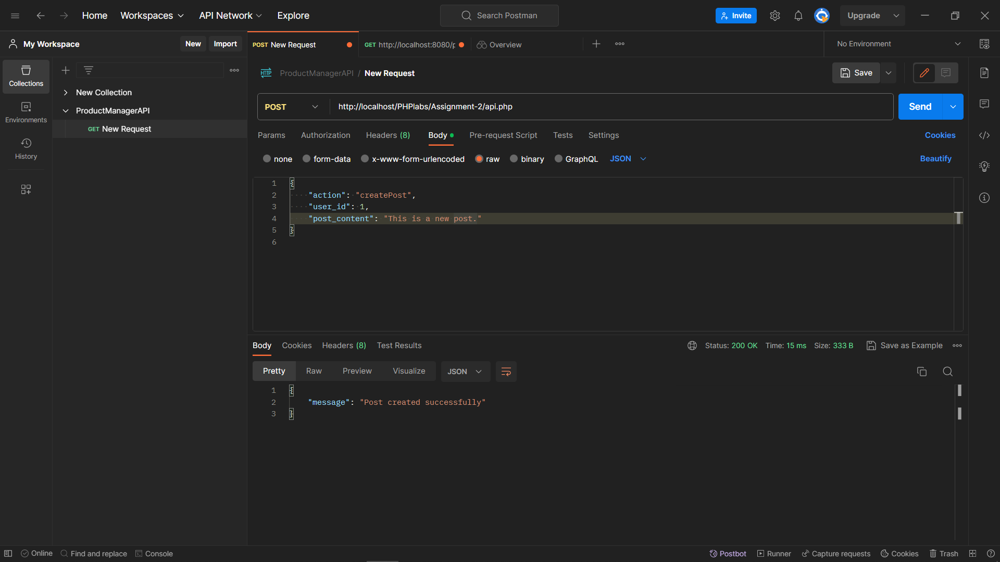 Home Workspaces API Network Explore Search Postman Invite Upgrade
My Workspace New Import POST New Request GET http://localhost:8080/p Overview No Environment
Collections
Environments
History
New Collection
ProductManagerAPI
GET New Request
HTTP ProductManagerAPI / New Request Save
POST http://localhost/PHPlabs/Assignment-2/api.php Send
Params Authorization Headers (8) Body Pre-request Script Tests Settings Cookies
none form-data x-www-form-urlencoded raw binary GraphQL JSON Beautify
1 {
2 "action": "createPost",
3 "user_id": 1,
4 "post_content": "This is a new post."
5 }
6
Body Cookies Headers (8) Test Results Status: 200 OK Time: 15 ms Size: 333 B Save as Example
Pretty Raw Preview Visualize JSON
1 {
2 "message": "Post created successfully"
3 }
Online Find and replace Console Postbot Runner Capture requests Cookies Trash